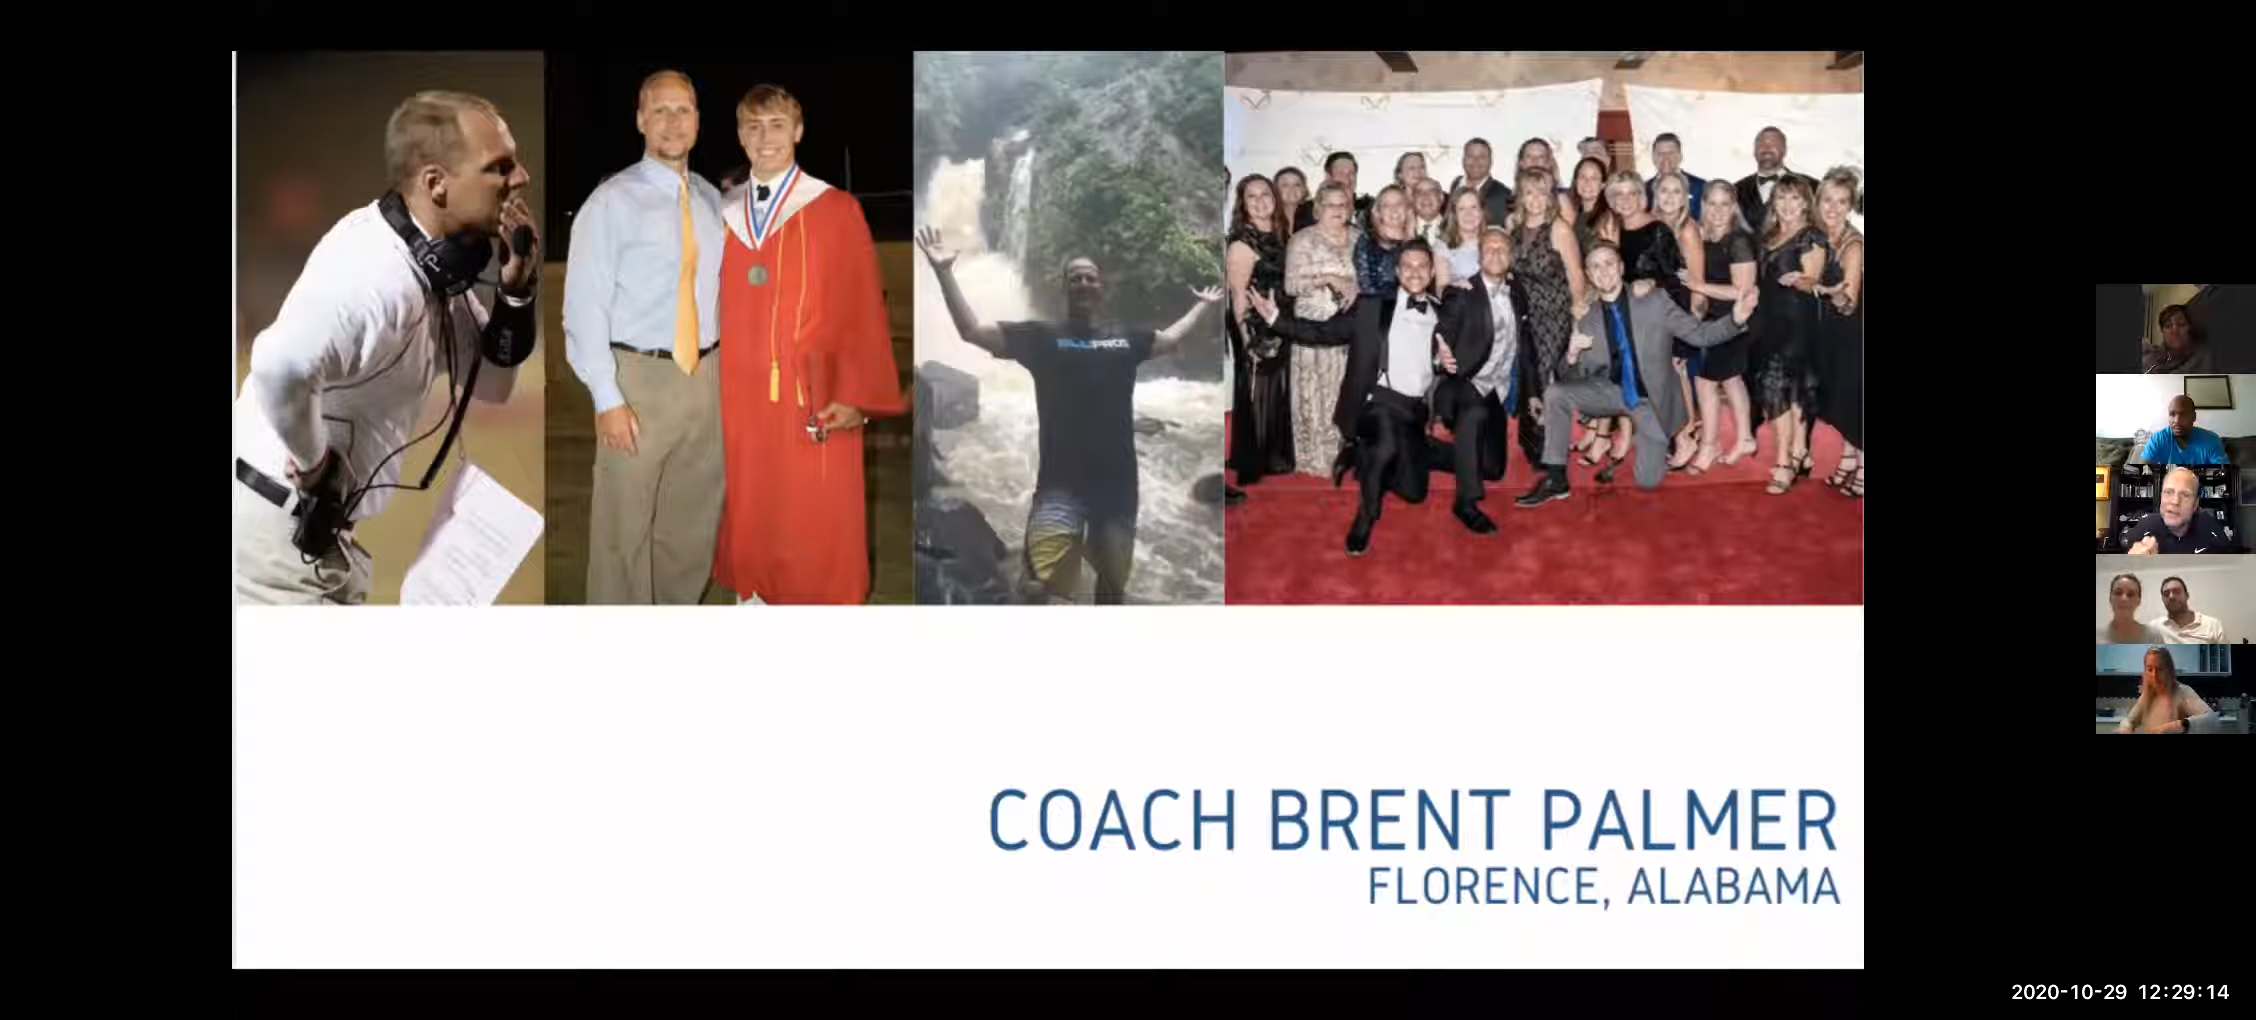 COACH BRENT PALMER
FLORENCE, ALABAMA
2020-10-29 12:29:14